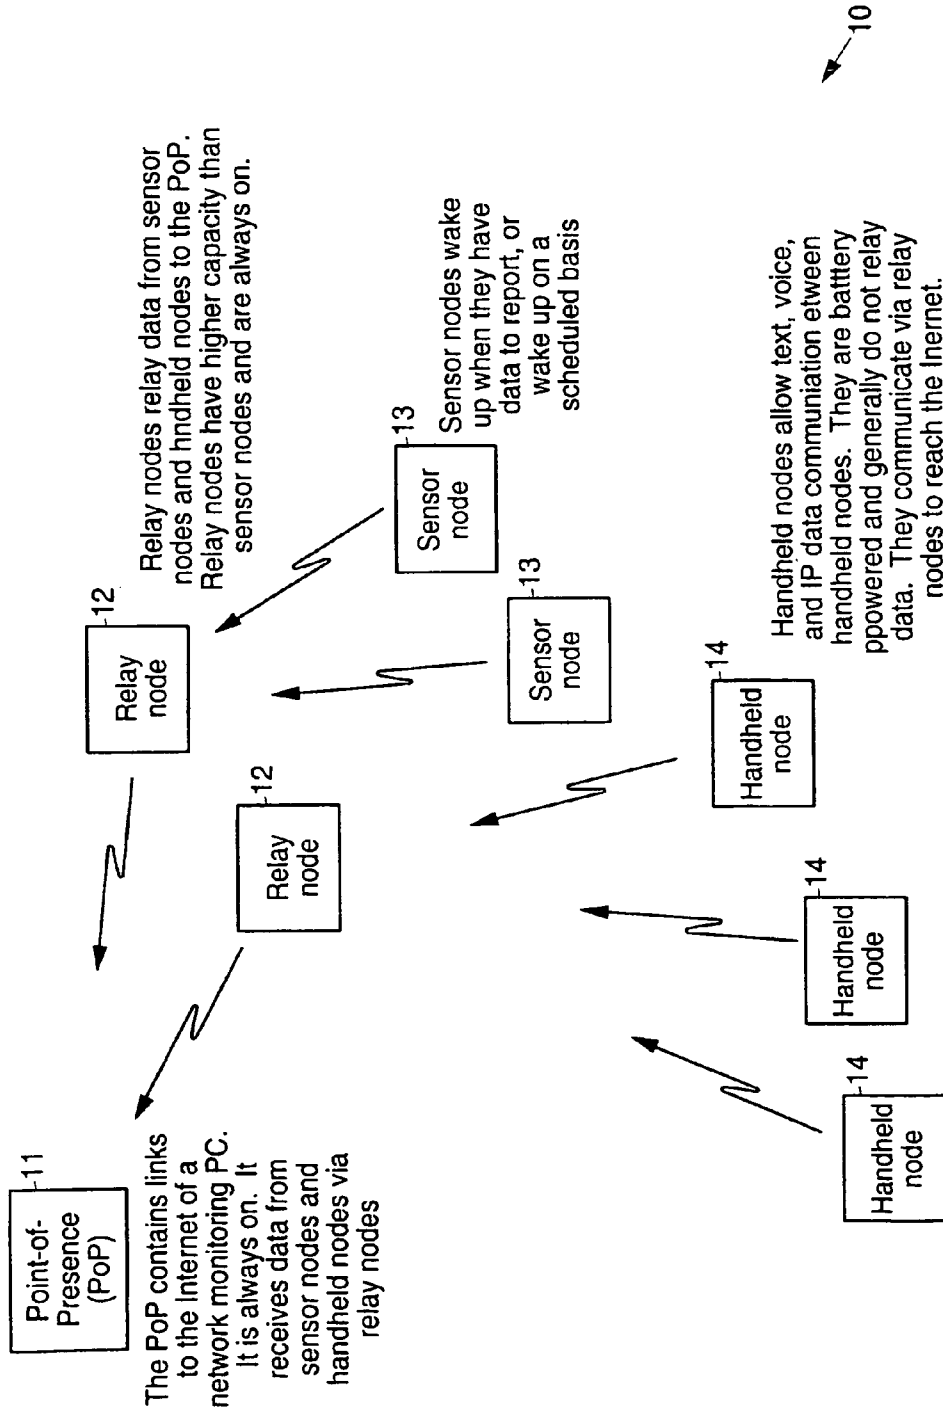 11
Point-of-
Presence
(PoP)
The PoP contains links
to the Internet of a
network monitoring PC.
It is always on. It
receives data from
sensor nodes and
handheld nodes via
relay nodes
12
Relay
node
12
Relay
node
Relay nodes relay data from sensor
nodes and hndheld nodes to the PoP.
Relay nodes have higher capacity than
sensor nodes and are always on.
13
Sensor
node
13
Sensor
node
Sensor nodes wake
up when they have
data to report, or
wake up on a
scheduled basis
14
Handheld
node
14
Handheld
node
14
Handheld
node
Handheld nodes allow text, voice,
and IP data communiation etween
handheld nodes. They are batttery
ppowered and generally do not relay
data. They communicate via relay
nodes to reach the Inernet.
10